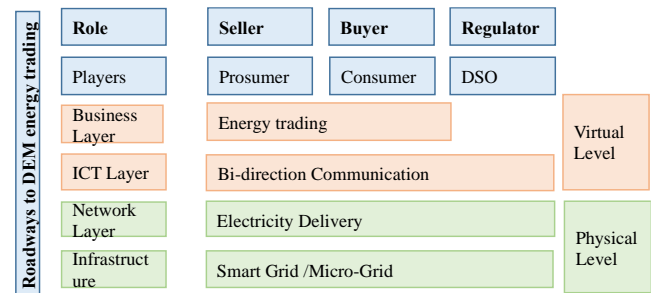 Roadways to DEM energy trading
Role
Seller
Buyer
Regulator
Players
Prosumer
Consumer
DSO
Business
Layer
Energy trading
Virtual
Level
ICT Layer
Bi-direction Communication
Network
Layer
Electricity Delivery
Physical
Level
Infrastruct
ure
Smart Grid /Micro-Grid